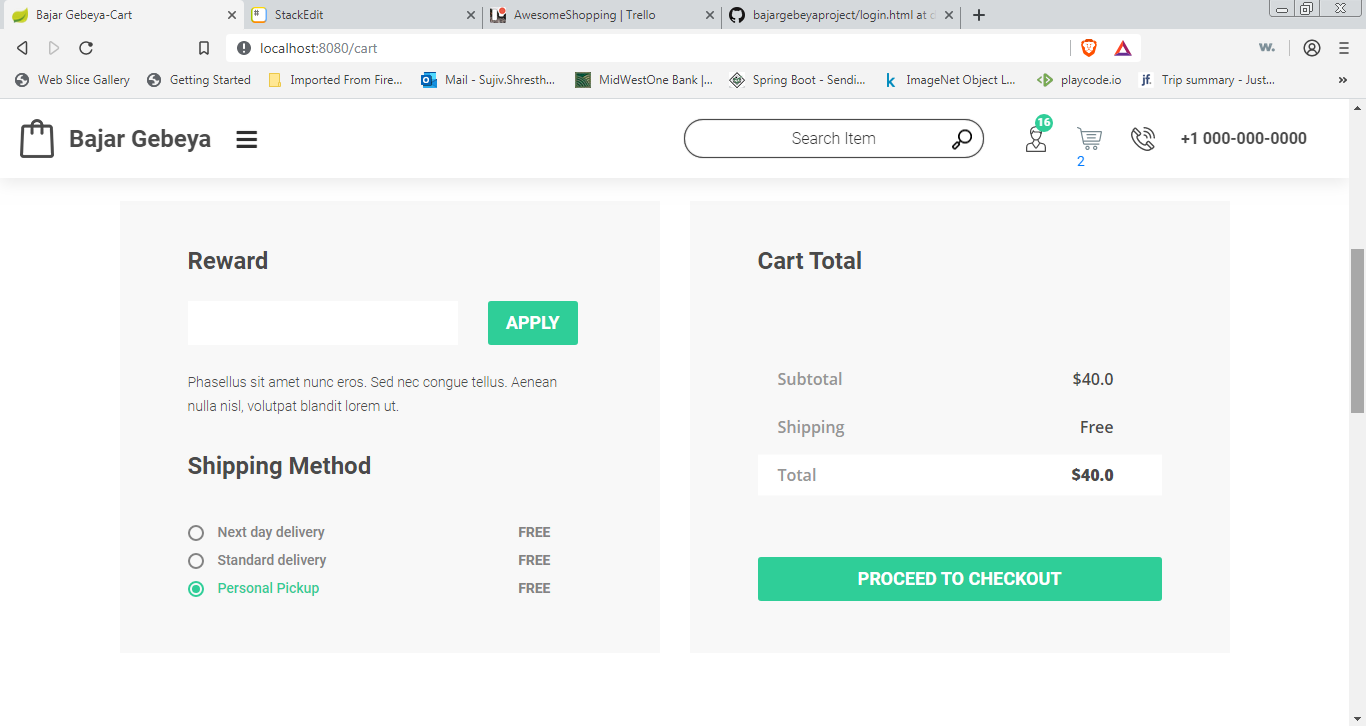 Bajar Gebeya-Cart
StackEdit
AwesomeShopping | Trello
bajargebeyaproject/login.html at d
localhost:8080/cart
w.
Web Slice Gallery
Getting Started
Imported From Fire...
Mail - Sujiv.Shresth...
MidWestOne Bank |...
Spring Boot - Sendi...
k
ImageNet Object L...
playcode.io
jf.
Trip summary - Just...
»
Bajar Gebeya
Search Item
16
2
+1 000-000-0000
Reward
APPLY
Phasellus sit amet nunc eros. Sed nec congue tellus. Aenean
nulla nisl, volutpat blandit lorem ut.
Shipping Method
Next day delivery FREE
Standard delivery FREE
Personal Pickup FREE
Cart Total
Subtotal $40.0
Shipping Free
Total $40.0
PROCEED TO CHECKOUT